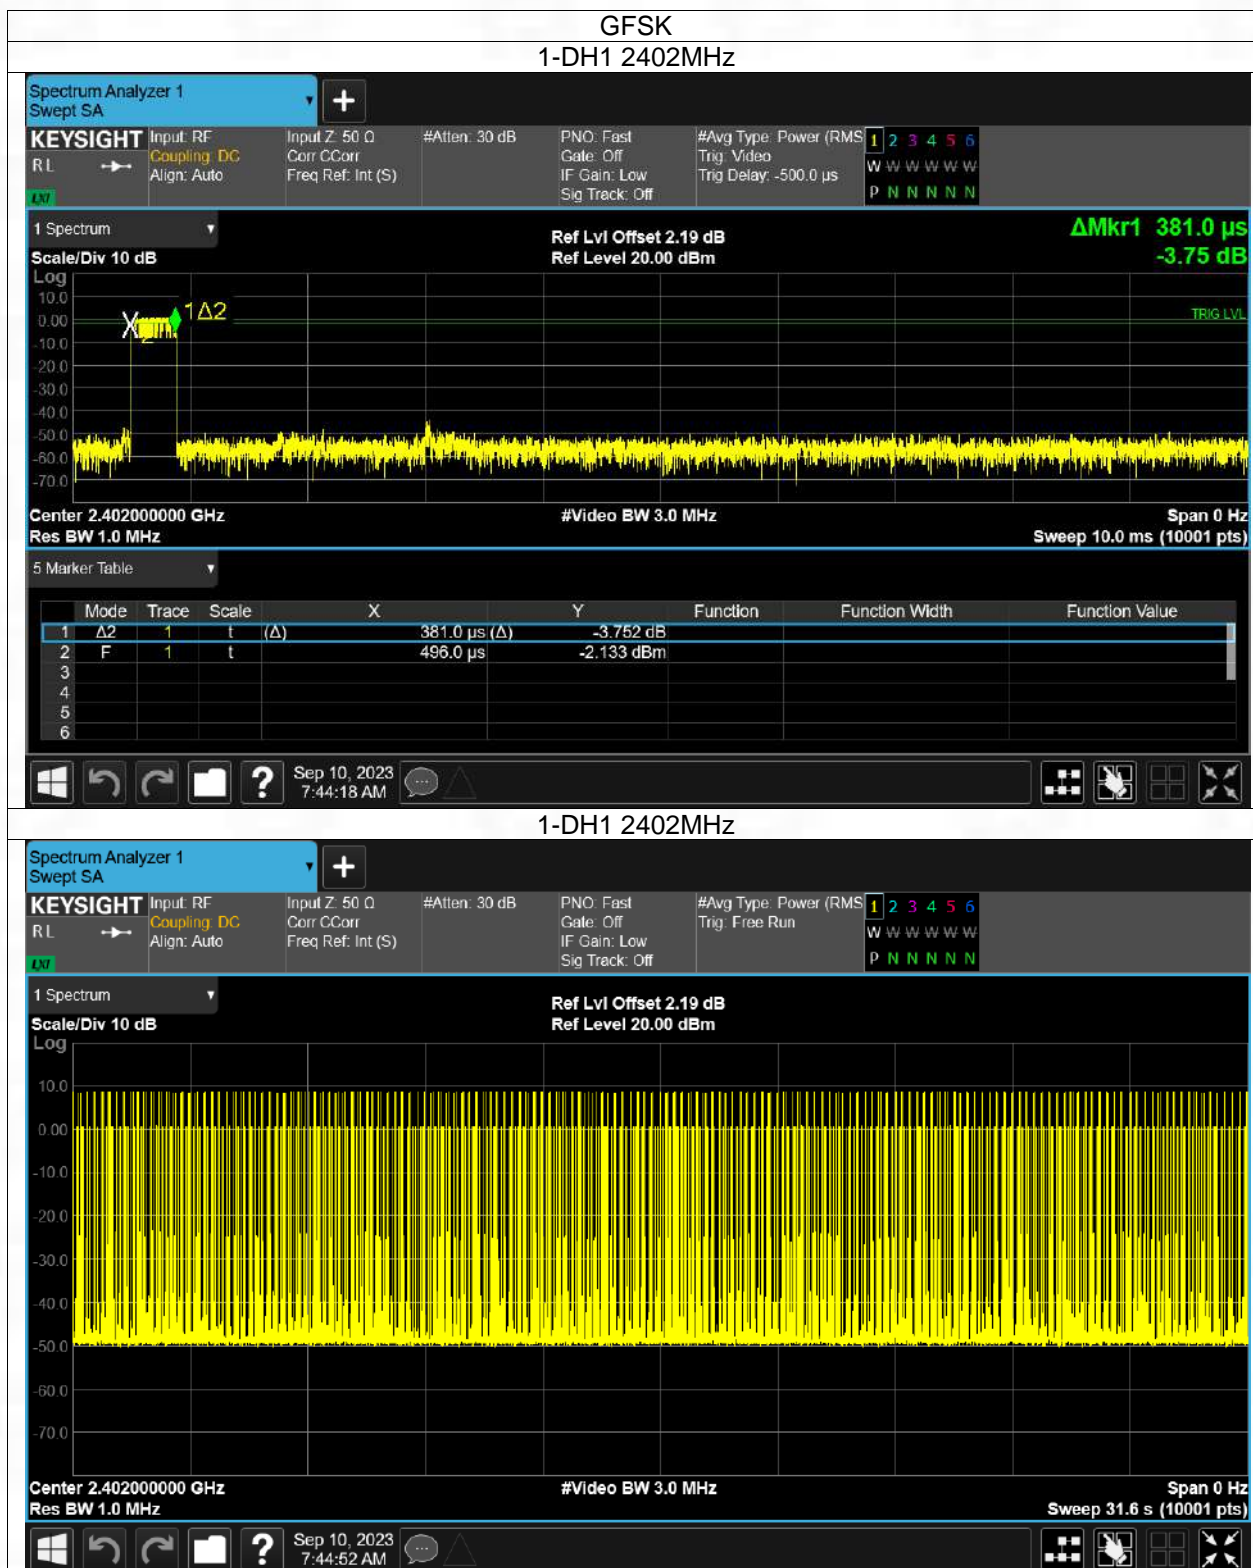 GFSK
1-DH1 2402MHz
Spectrum Analyzer 1
Swept SA
+
KEYSIGHT Input: RF Input Z: 50 Ω #Atten: 30 dB PNO: Fast #Avg Type: Power (RMS 1 2 3 4 5 6
RL Coupling: DC Corr CCorr Gate: Off Trig: Video W W W W W W
Align: Auto Freq Ref: Int (S) IF Gain: Low Trig Delay: -500.0 µs
LXI Sig Track: Off P N N N N N
1 Spectrum
Ref Lvl Offset 2.19 dB ΔMkr1 381.0 µs
Scale/Div 10 dB Ref Level 20.00 dBm -3.75 dB
Log
10.0
0.00
-10.0
-20.0
-30.0
-40.0
-50.0
-60.0
-70.0
X
2
1Δ2
TRIG LVL
Center 2.402000000 GHz #Video BW 3.0 MHz Span 0 Hz
Res BW 1.0 MHz Sweep 10.0 ms (10001 pts)
5 Marker Table
Mode Trace Scale X Y Function Function Width Function Value
1 Δ2 1 t (Δ) 381.0 µs (Δ) -3.752 dB
2 F 1 t 496.0 µs -2.133 dBm
3
4
5
6
? Sep 10, 2023
7:44:18 AM
1-DH1 2402MHz
Spectrum Analyzer 1
Swept SA
+
KEYSIGHT Input: RF Input Z: 50 Ω #Atten: 30 dB PNO: Fast #Avg Type: Power (RMS 1 2 3 4 5 6
RL Coupling: DC Corr CCorr Gate: Off Trig: Free Run W W W W W W
Align: Auto Freq Ref: Int (S) IF Gain: Low
LXI Sig Track: Off P N N N N N
1 Spectrum
Ref Lvl Offset 2.19 dB
Scale/Div 10 dB Ref Level 20.00 dBm
Log
10.0
0.00
-10.0
-20.0
-30.0
-40.0
-50.0
-60.0
-70.0
Center 2.402000000 GHz #Video BW 3.0 MHz Span 0 Hz
Res BW 1.0 MHz Sweep 31.6 s (10001 pts)
? Sep 10, 2023
7:44:52 AM